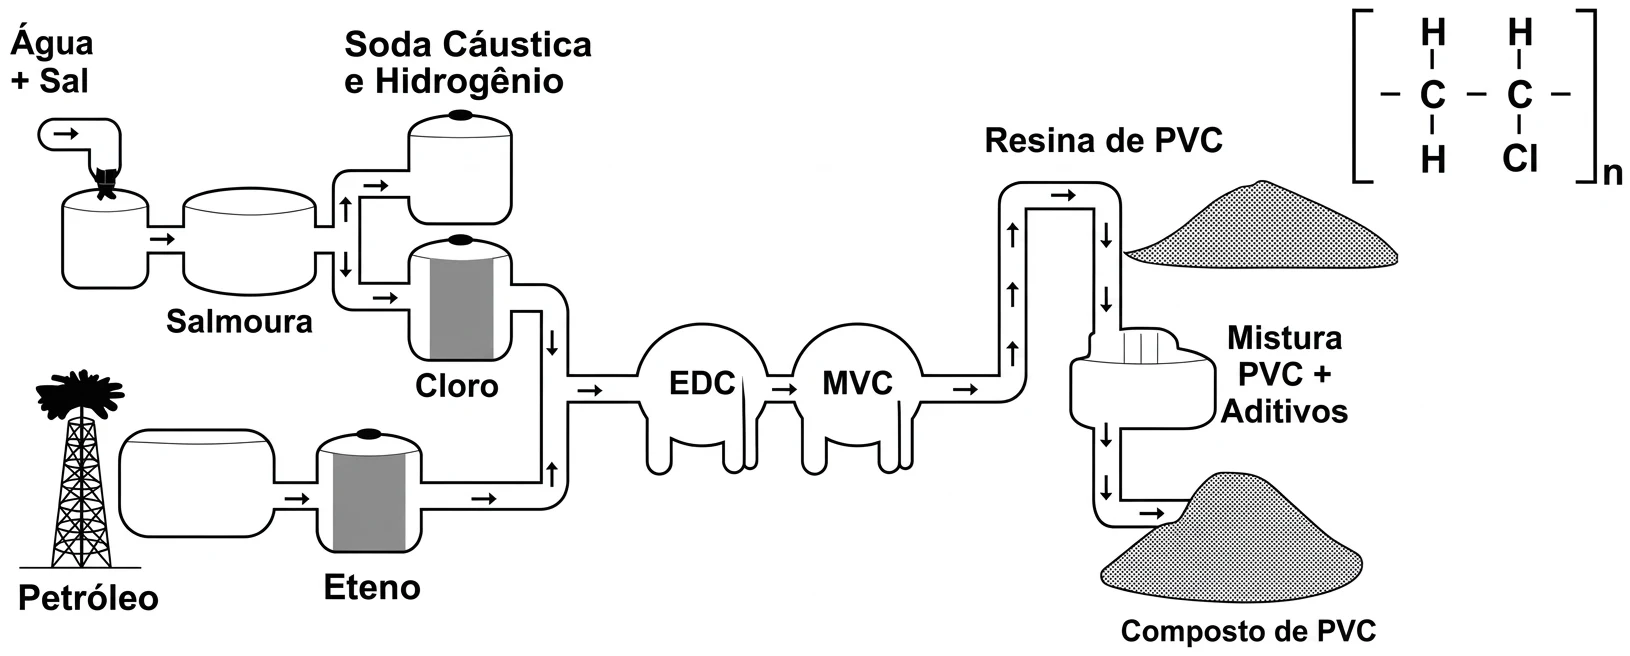 Água
+ Sal
Soda Cáustica
e Hidrogênio
Salmoura
Cloro
Petróleo
Eteno
EDC
MVC
Resina de PVC
H H
– C – C –
H Cl
n
Mistura
PVC +
Aditivos
Composto de PVC